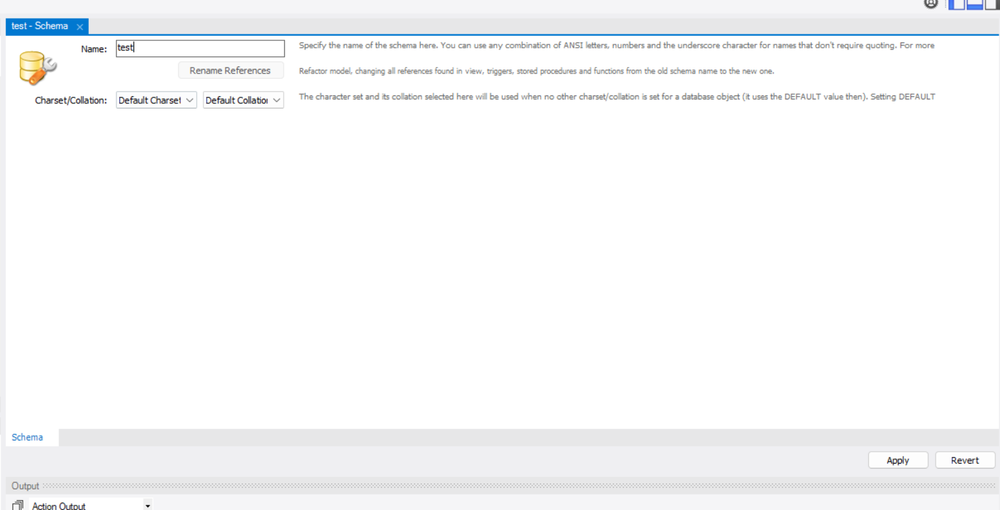 test - Schema
Name: test Specify the name of the schema here. You can use any combination of ANSI letters, numbers and the underscore character for names that don't require quoting. For more
Rename References Refactor model, changing all references found in view, triggers, stored procedures and functions from the old schema name to the new one.
Charset/Collation: Default Charset Default Collation The character set and its collation selected here will be used when no other charset/collation is set for a database object (it uses the DEFAULT value then). Setting DEFAULT
Schema
Apply Revert
Output
Action Output